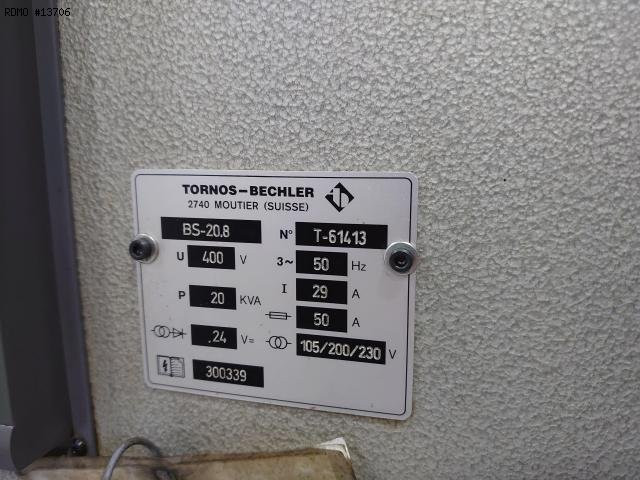 RDMO #13706
TORNOS-BECHLER
2740 MOUTIER (SUISSE)
BS-20.8 N° T-61413
U 400 V 3~ 50 Hz
P 20 KVA I 29 A
50 A
24 V= 105/200/230 V
300339